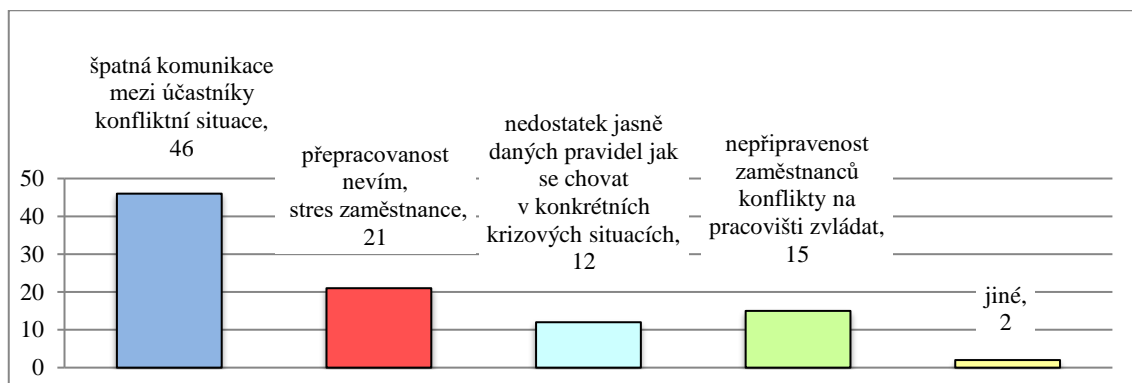 špatná komunikace
mezi účastníky
konfliktní situace,
46
přepracovanost
nevím,
stres zaměstnance,
21
nedostatek jasně
daných pravidel jak
se chovat
v konkrétních
krizových situacích,
12
nepřipravenost
zaměstnanců
konflikty na
pracovišti zvládat,
15
jiné,
2
50
40
30
20
10
0